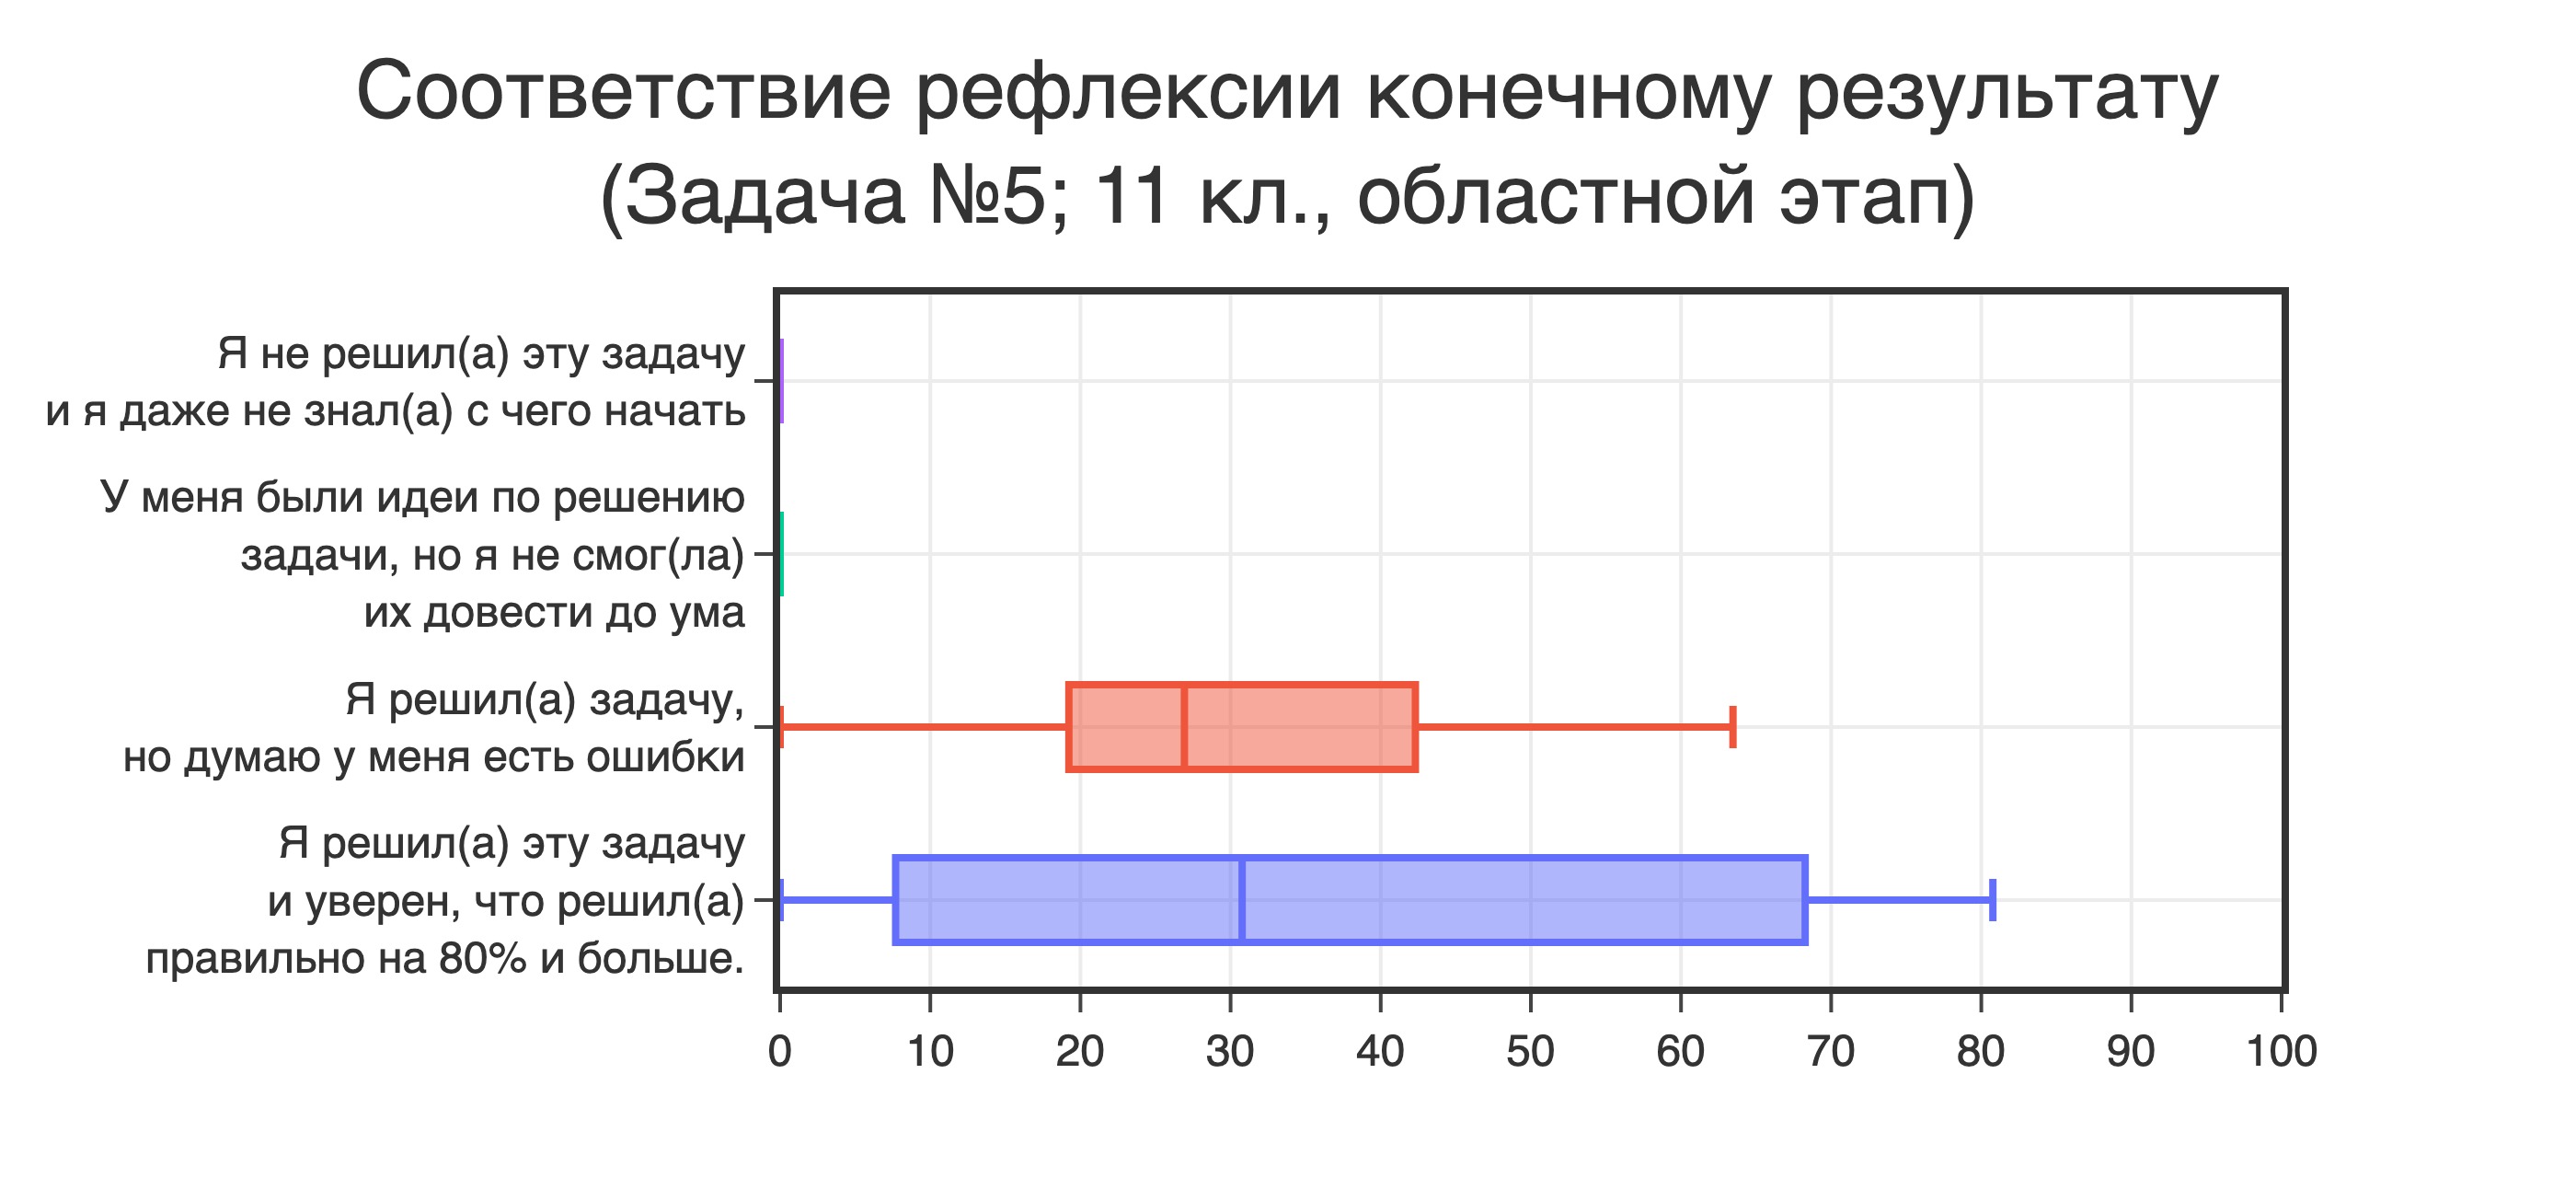 Соответствие рефлексии конечному результату
(Задача №5; 11 кл., областной этап)
Я не решил(а) эту задачу
и я даже не знал(а) с чего начать
У меня были идеи по решению
задачи, но я не смог(ла)
их довести до ума
Я решил(а) задачу,
но думаю у меня есть ошибки
Я решил(а) эту задачу
и уверен, что решил(а)
правильно на 80% и больше.
0 10 20 30 40 50 60 70 80 90 100